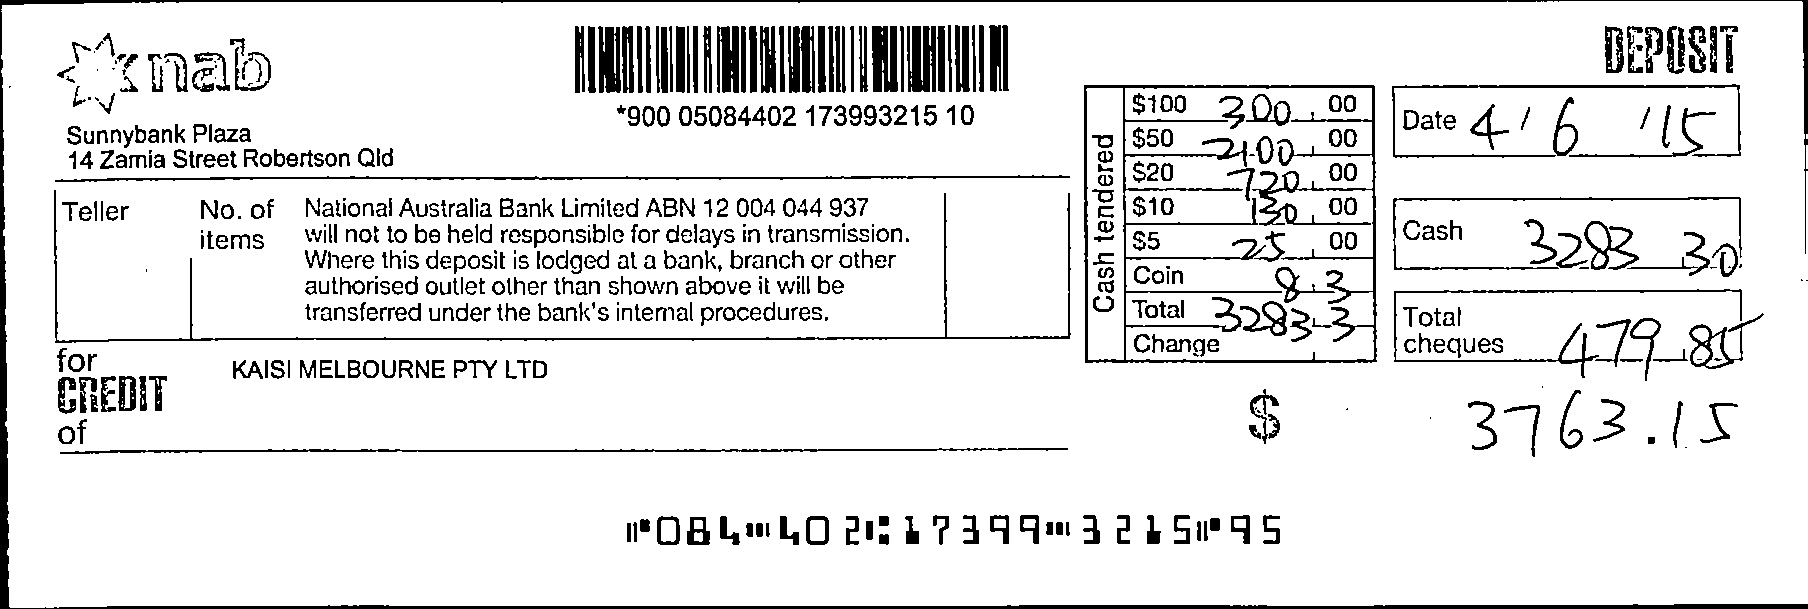 nab
DEPOSIT
*900 05084402 173993215 10
Sunnybank Plaza
14 Zamia Street Robertson Qld
Teller
No. of items
National Australia Bank Limited ABN 12 004 044 937
will not to be held responsible for delays in transmission.
Where this deposit is lodged at a bank, branch or other
authorised outlet other than shown above it will be
transferred under the bank's internal procedures.
for
CREDIT
of
KAISI MELBOURNE PTY LTD
Cash tendered
$100 300 . 00
$50 2100 . 00
$20 720 . 00
$10 130 . 00
$5 25 . 00
Coin 8.3
Total 3283.3
Change .
Date 4 / 6 / 15
Cash 3283 30
Total cheques 479.85
$ 3763.15
⑈084⑉402⑆17399⑉3215⑈95